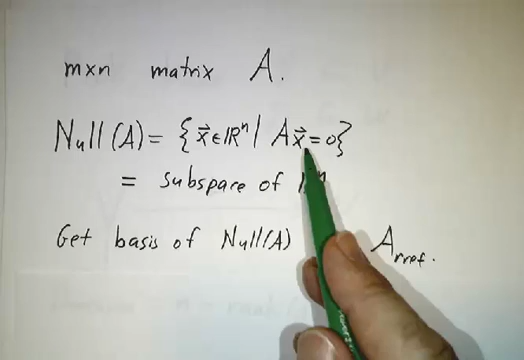 mxn matrix A.
Null(A) = { x⃗ ∈ ℝⁿ | Ax⃗ = 0}
= subspace of
Get basis of Null(A) A_rref.